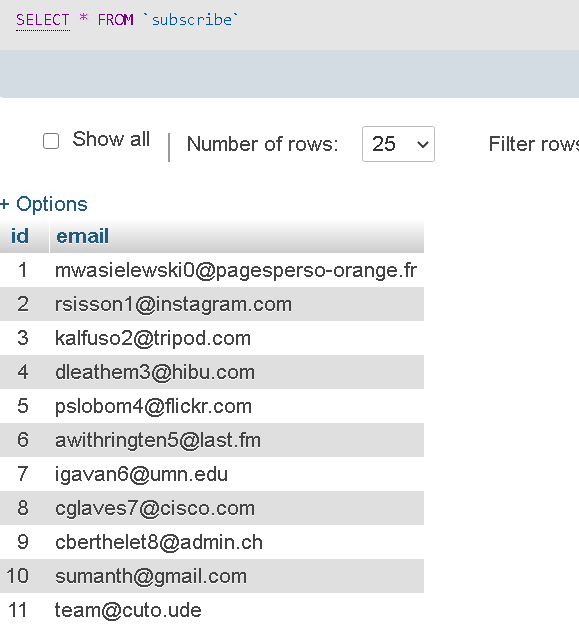 SELECT * FROM `subscribe`
Show all | Number of rows: 25 Filter rows
+ Options
id email
1 mwasielewski0@pagesperso-orange.fr
2 rsisson1@instagram.com
3 kalfuso2@tripod.com
4 dleathem3@hibu.com
5 pslobom4@flickr.com
6 awithringten5@last.fm
7 igavan6@umn.edu
8 cglaves7@cisco.com
9 cberthelet8@admin.ch
10 sumanth@gmail.com
11 team@cuto.ude